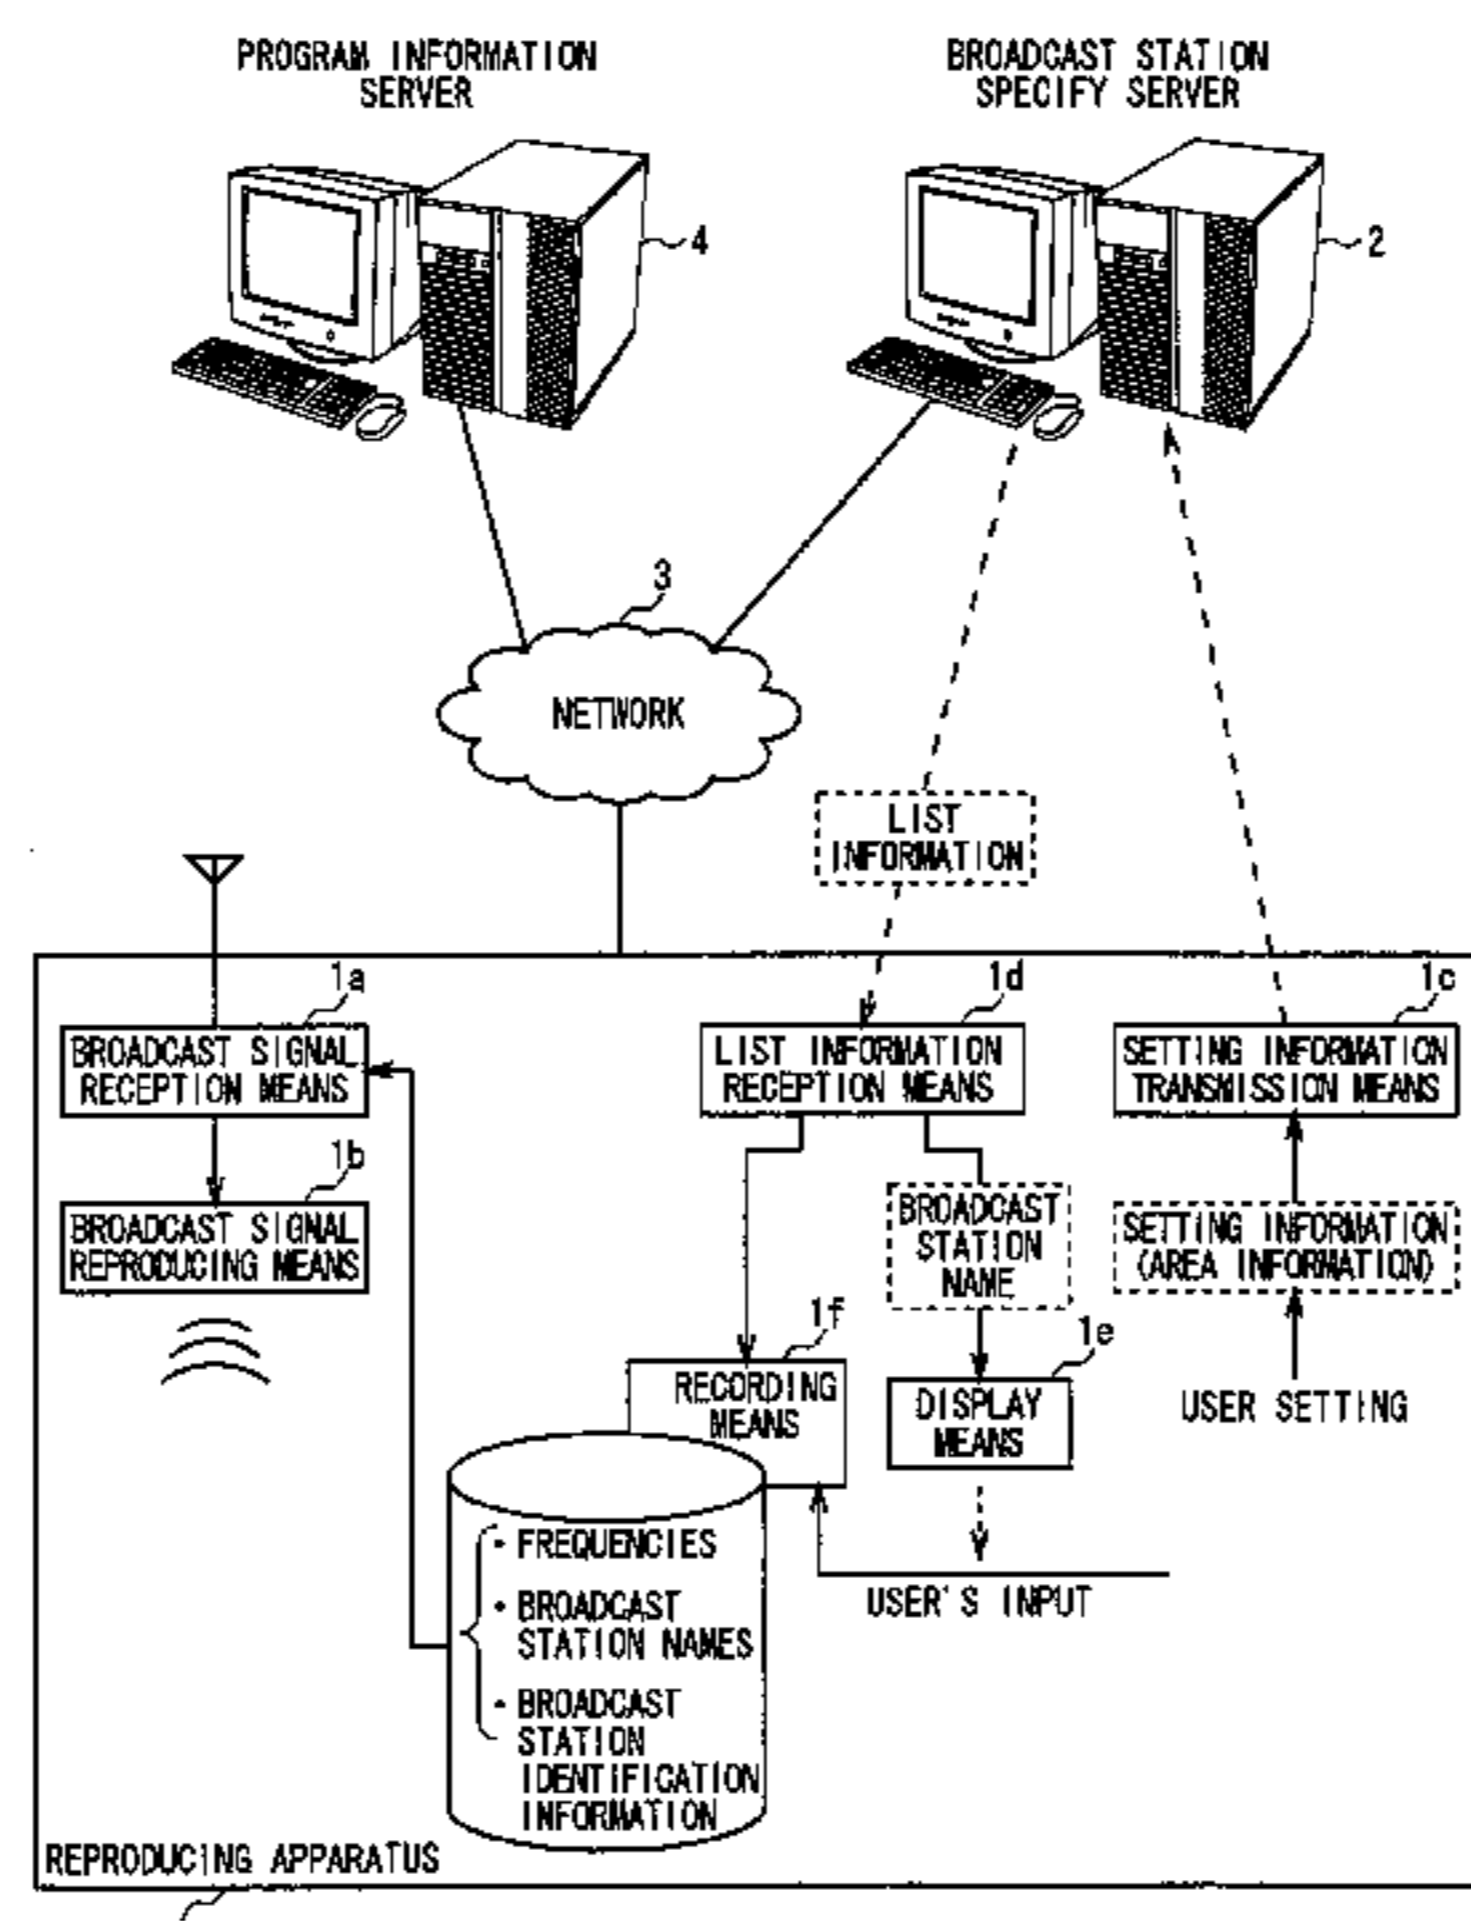 PROGRAM INFORMATION
SERVER
BROADCAST STATION
SPECIFY SERVER
4
2
3
NETWORK
LIST
INFORMATION
1a
1d
1c
BROADCAST SIGNAL
RECEPTION MEANS
LIST INFORMATION
RECEPTION MEANS
SETTING INFORMATION
TRANSMISSION MEANS
1b
BROADCAST SIGNAL
REPRODUCING MEANS
BROADCAST
STATION
NAME
SETTING INFORMATION
(AREA INFORMATION)
1f
1e
RECORDING
MEANS
DISPLAY
MEANS
USER SETTING
• FREQUENCIES
• BROADCAST
STATION NAMES
• BROADCAST
STATION
IDENTIFICATION
INFORMATION
USER'S INPUT
REPRODUCING APPARATUS